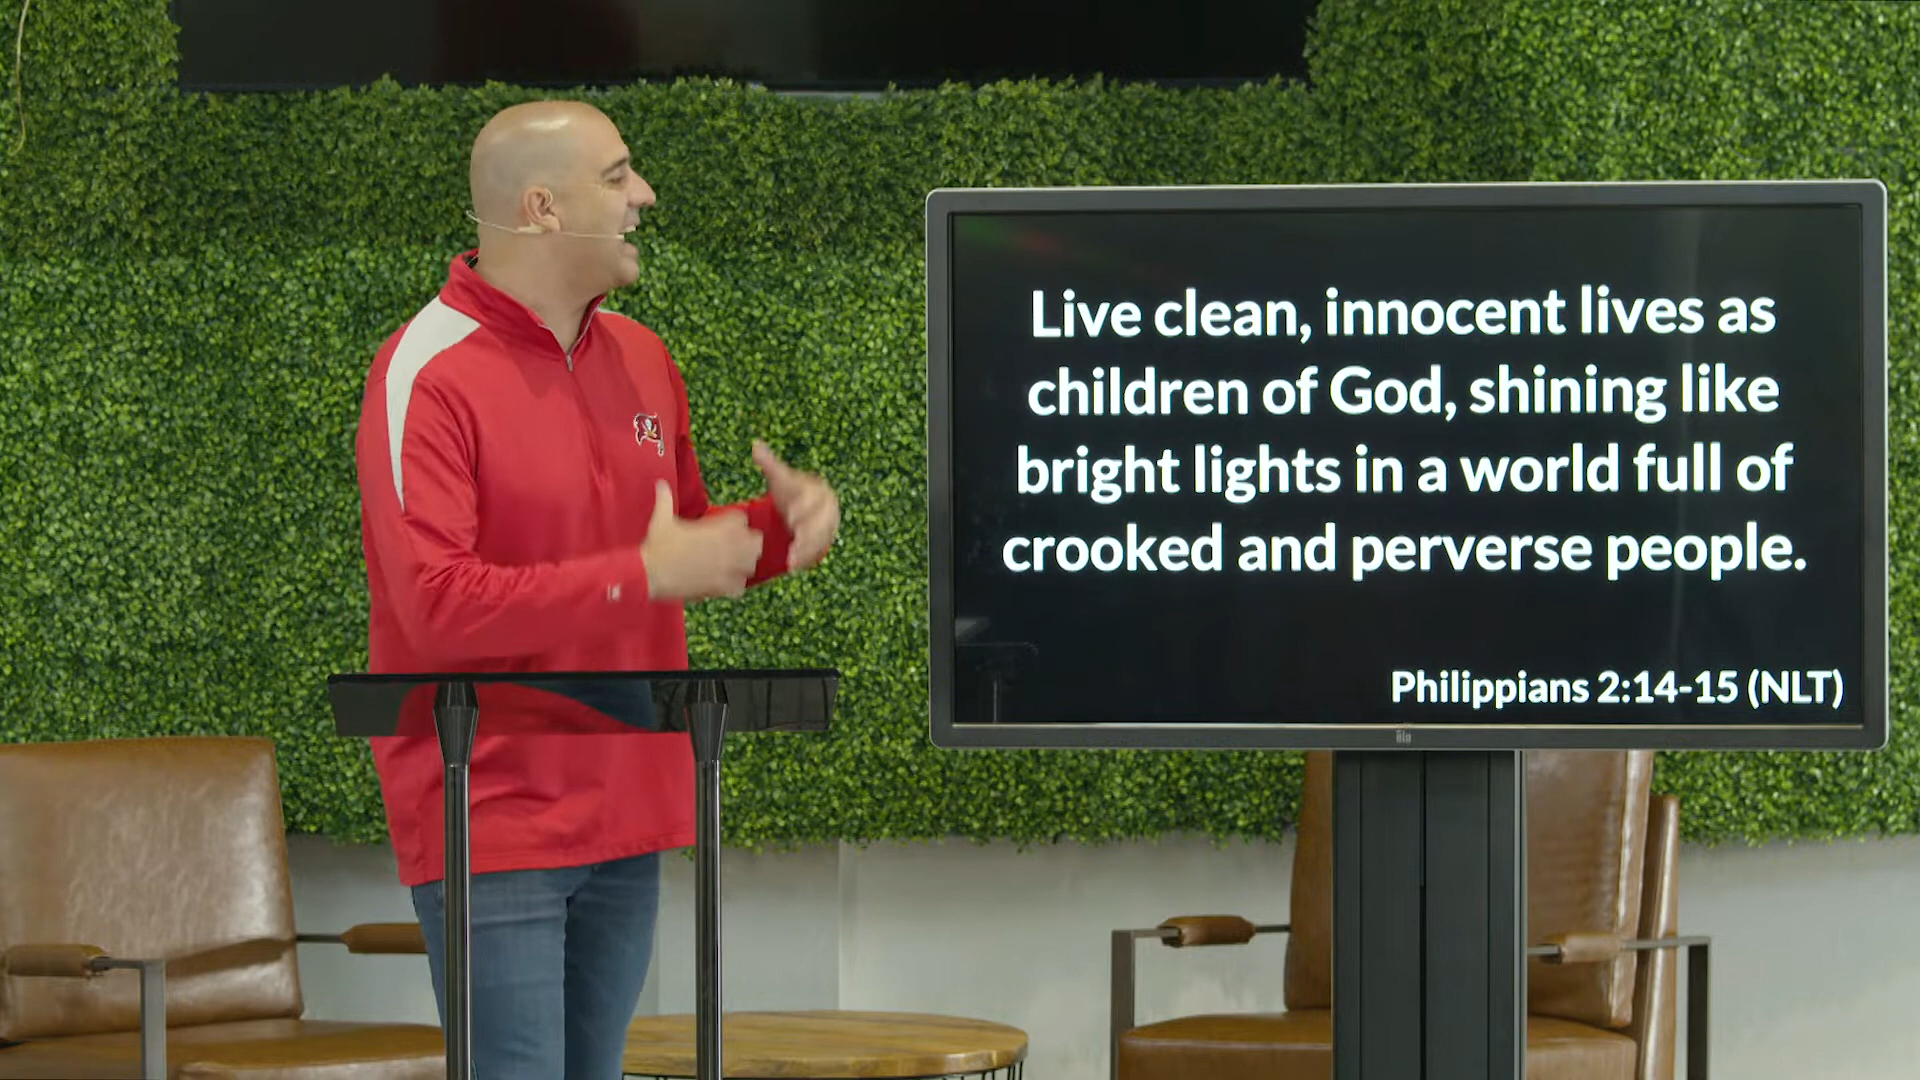 Live clean, innocent lives as
children of God, shining like
bright lights in a world full of
crooked and perverse people.
Philippians 2:14-15 (NLT)
elo